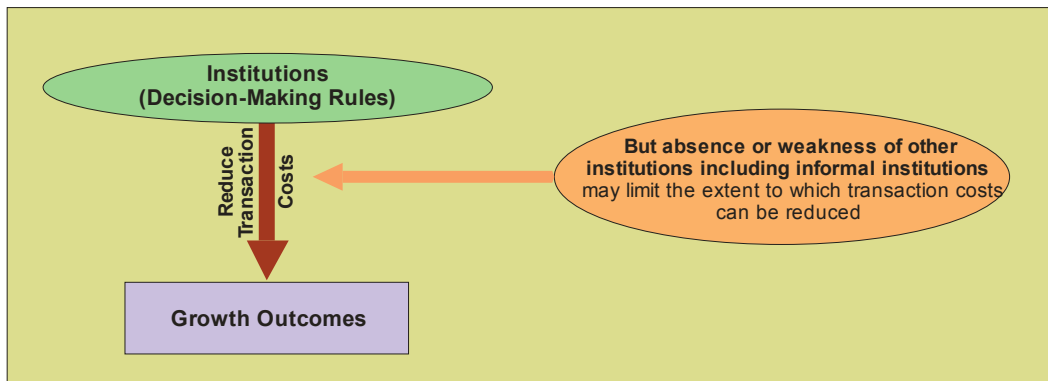 Institutions
(Decision-Making Rules)
Reduce
Transaction
Costs
But absence or weakness of other
institutions including informal institutions
may limit the extent to which transaction costs
can be reduced
Growth Outcomes